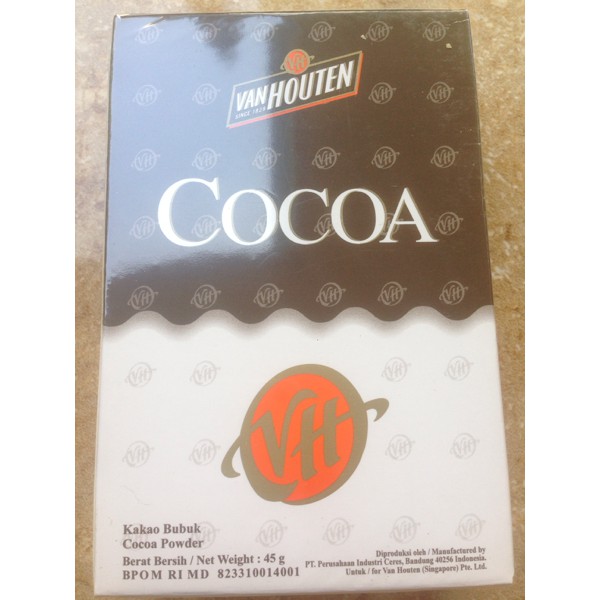 VH
VAN HOUTEN
SINCE 1828
COCOA
VH
Kakao Bubuk
Cocoa Powder
Berat Bersih / Net Weight : 45 g
BPOM RI MD 823310014001
Diproduksi oleh / Manufactured by
PT. Perusahaan Industri Ceres, Bandung 40256 Indonesia.
Untuk / for Van Houten (Singapore) Pte. Ltd.